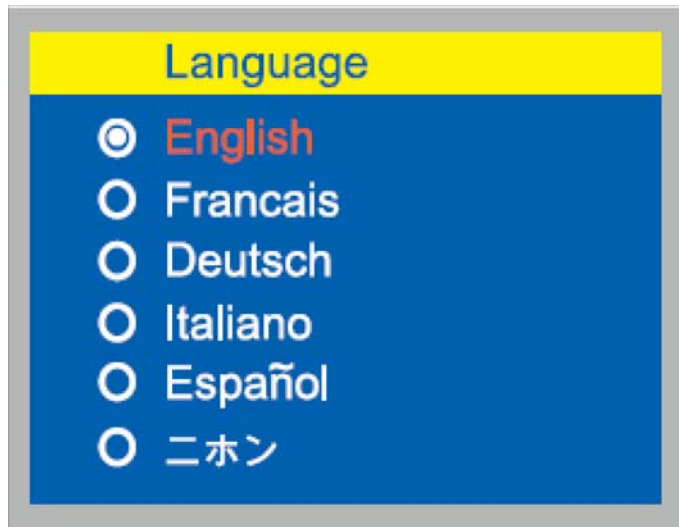 Language
English
Francais
Deutsch
Italiano
Español
ニホン